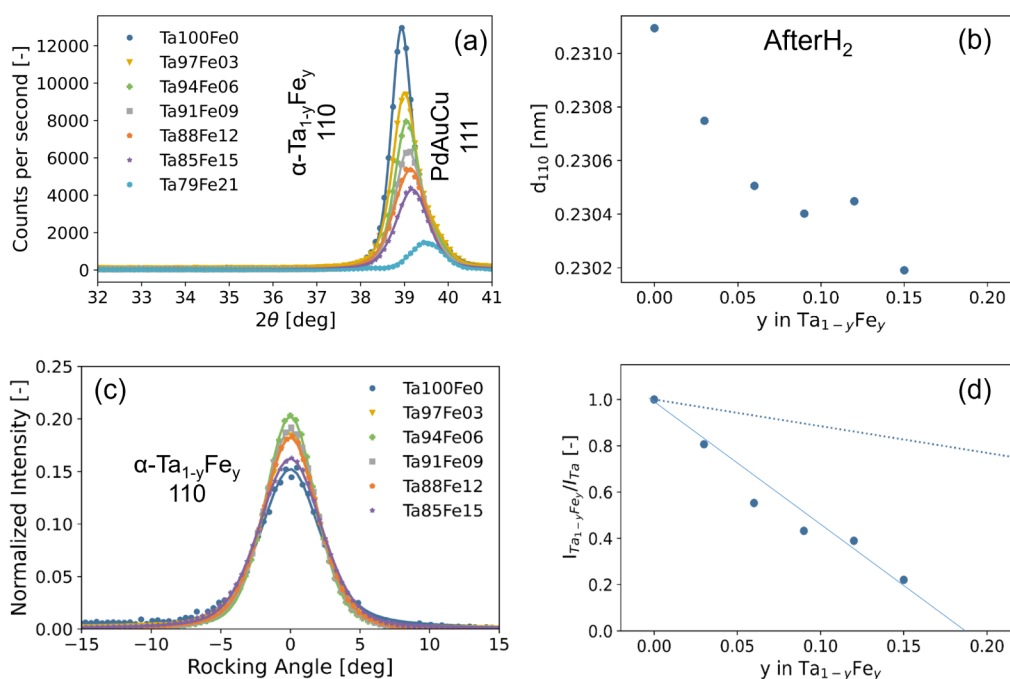 (a)
Counts per second [-]
12000
10000
8000
6000
4000
2000
0
Ta100Fe0
Ta97Fe03
Ta94Fe06
Ta91Fe09
Ta88Fe12
Ta85Fe15
Ta79Fe21
α-Ta₁₋yFey
110
PdAuCu
111
32
33
34
35
36
37
38
39
40
41
2θ [deg]
(b)
AfterH₂
d₁₁₀ [nm]
0.2310
0.2308
0.2306
0.2304
0.2302
0.00
0.05
0.10
0.15
0.20
y in Ta₁₋yFey
(c)
Normalized Intensity [-]
0.25
0.20
0.15
0.10
0.05
0.00
α-Ta₁₋yFey
110
Ta100Fe0
Ta97Fe03
Ta94Fe06
Ta91Fe09
Ta88Fe12
Ta85Fe15
−15
−10
−5
0
5
10
15
Rocking Angle [deg]
(d)
I Ta₁₋yFey/I Ta [-]
1.0
0.8
0.6
0.4
0.2
0.0
0.00
0.05
0.10
0.15
0.20
y in Ta₁₋yFey